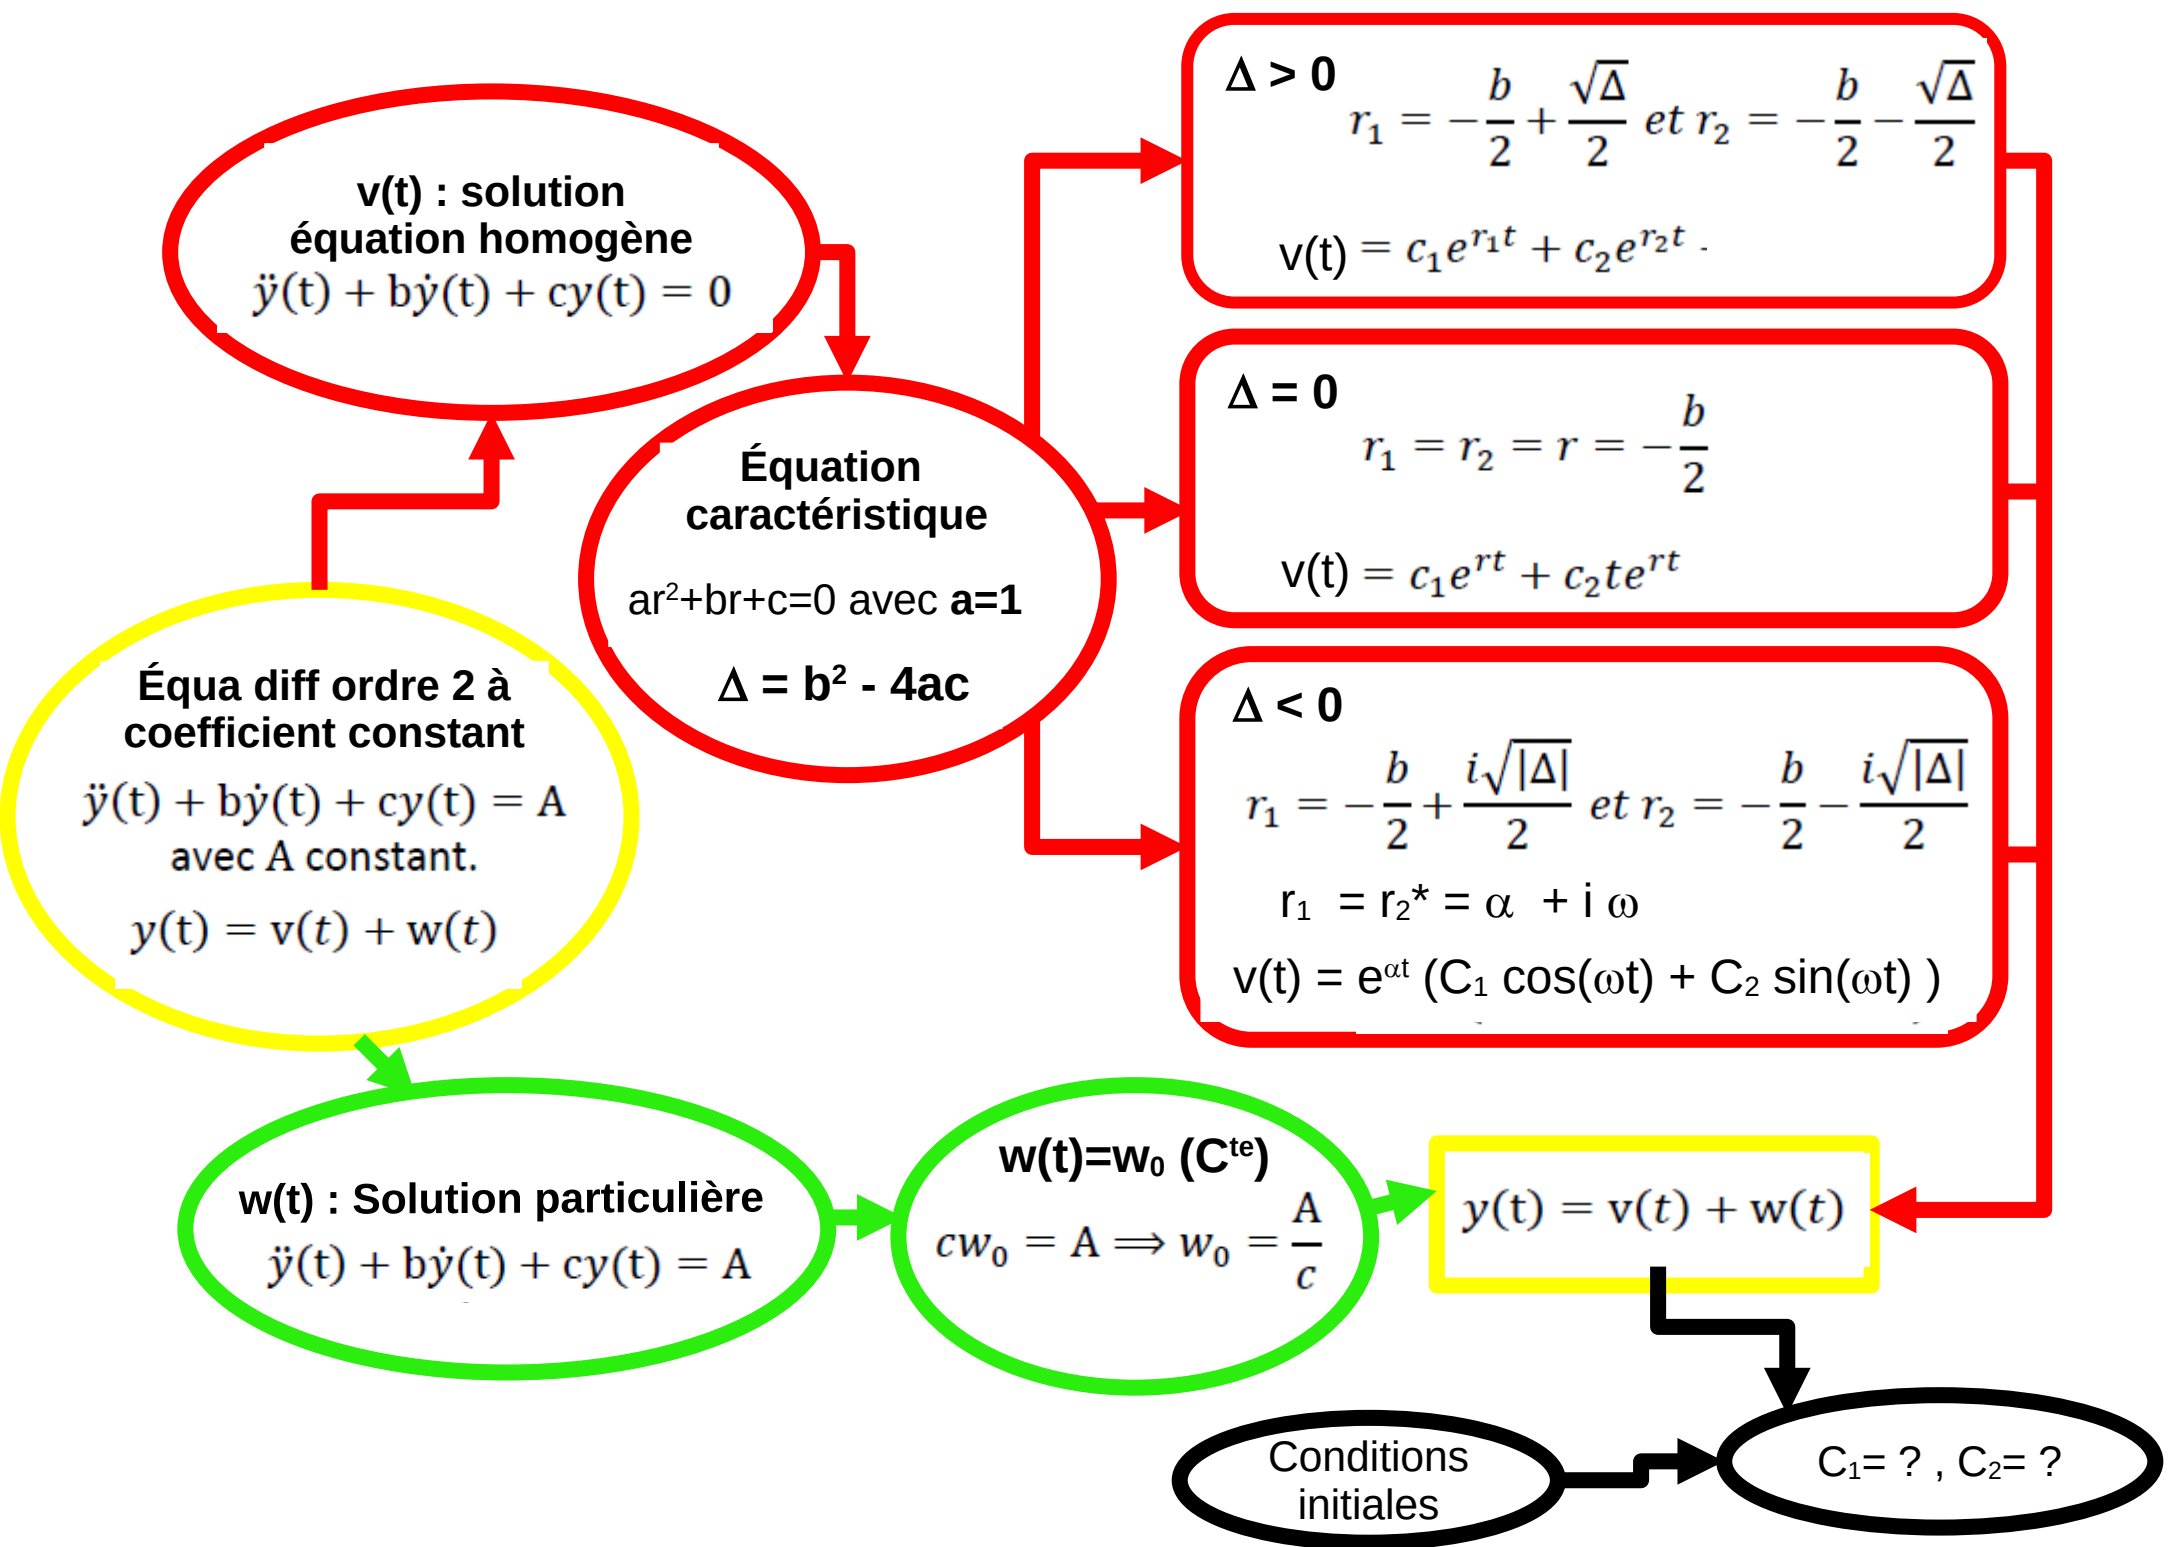 v(t) : solution
équation homogène
ÿ(t) + bẏ(t) + cy(t) = 0
Équation
caractéristique
ar²+br+c=0 avec a=1
Δ = b² - 4ac
Équa diff ordre 2 à
coefficient constant
ÿ(t) + bẏ(t) + cy(t) = A
avec A constant.
y(t) = v(t) + w(t)
Δ > 0
r₁ = −b/2 + √Δ/2 et r₂ = −b/2 − √Δ/2
v(t) = c₁e^{r₁t} + c₂e^{r₂t}
Δ = 0
r₁ = r₂ = r = −b/2
v(t) = c₁e^{rt} + c₂te^{rt}
Δ < 0
r₁ = −b/2 + i√|Δ|/2 et r₂ = −b/2 − i√|Δ|/2
r₁ = r₂* = α + i ω
v(t) = e^{αt} (C₁ cos(ωt) + C₂ sin(ωt) )
w(t) : Solution particulière
ÿ(t) + bẏ(t) + cy(t) = A
w(t)=w₀ (Cᵗᵉ)
cw₀ = A ⟹ w₀ = A/c
y(t) = v(t) + w(t)
Conditions
initiales
C₁= ? , C₂= ?